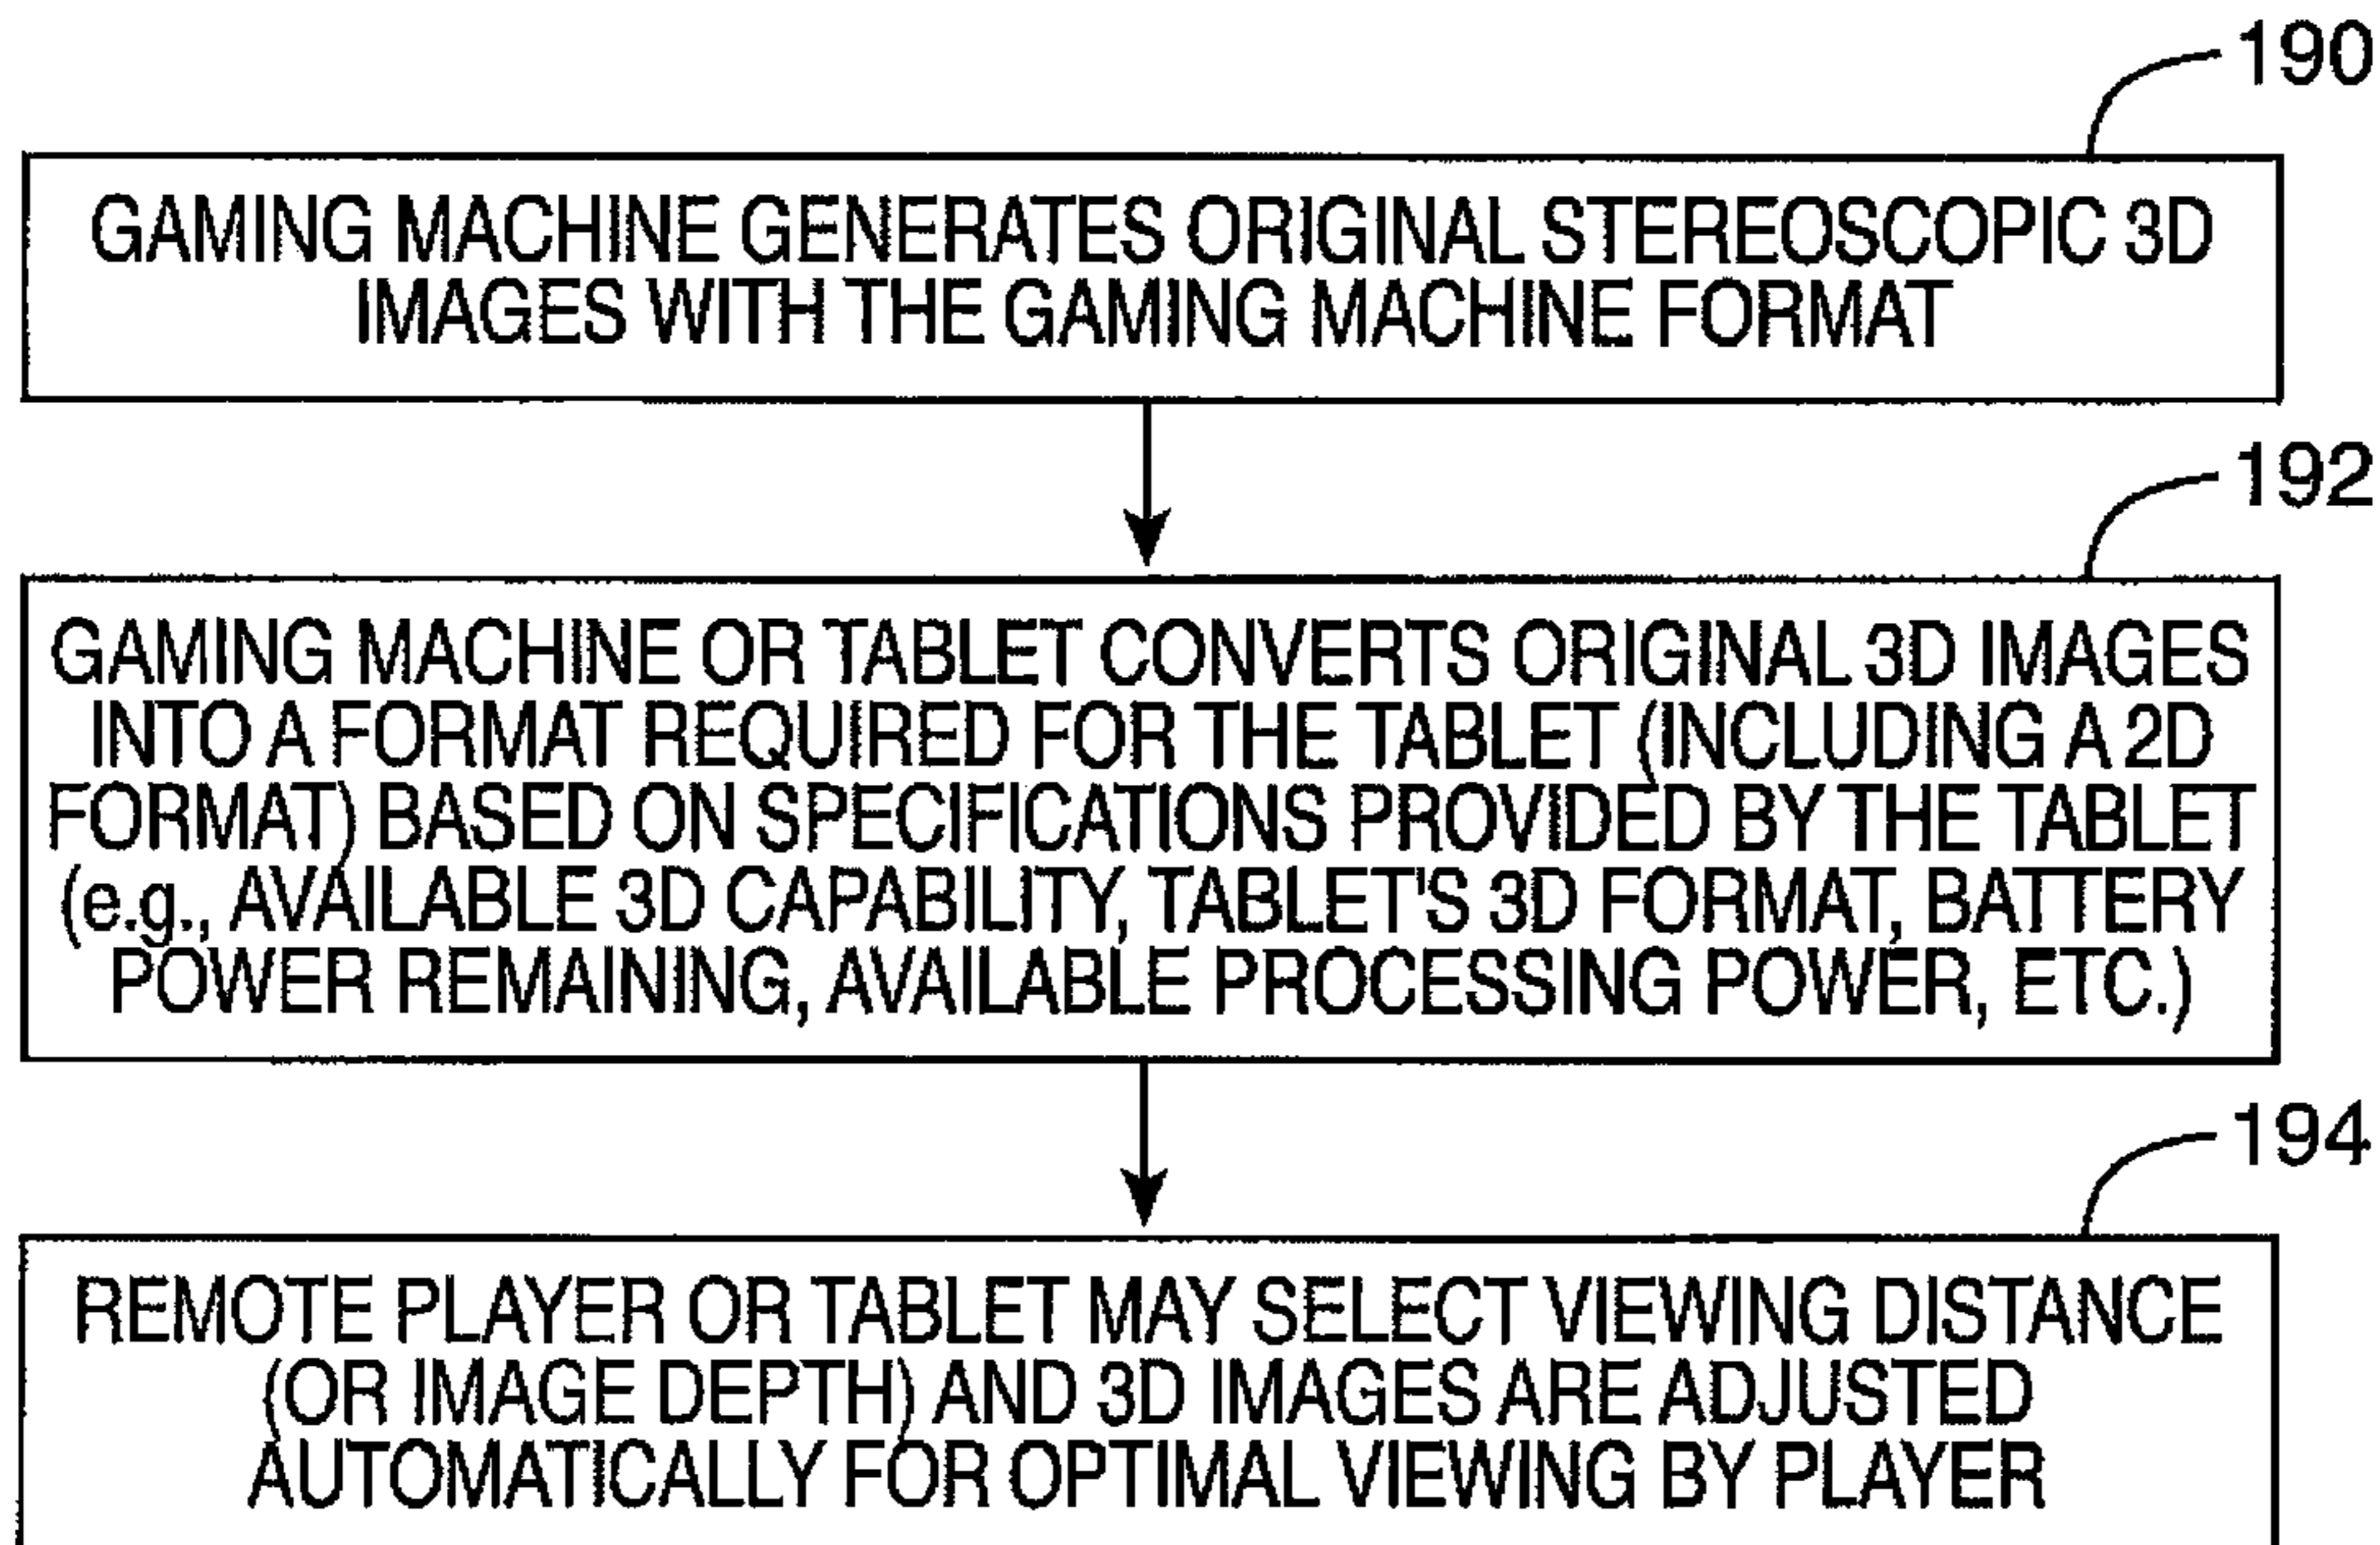 190
GAMING MACHINE GENERATES ORIGINAL STEREOSCOPIC 3D
IMAGES WITH THE GAMING MACHINE FORMAT
192
GAMING MACHINE OR TABLET CONVERTS ORIGINAL 3D IMAGES
INTO A FORMAT REQUIRED FOR THE TABLET (INCLUDING A 2D
FORMAT) BASED ON SPECIFICATIONS PROVIDED BY THE TABLET
(e.g., AVAILABLE 3D CAPABILITY, TABLET'S 3D FORMAT, BATTERY
POWER REMAINING, AVAILABLE PROCESSING POWER, ETC.)
194
REMOTE PLAYER OR TABLET MAY SELECT VIEWING DISTANCE
(OR IMAGE DEPTH) AND 3D IMAGES ARE ADJUSTED
AUTOMATICALLY FOR OPTIMAL VIEWING BY PLAYER